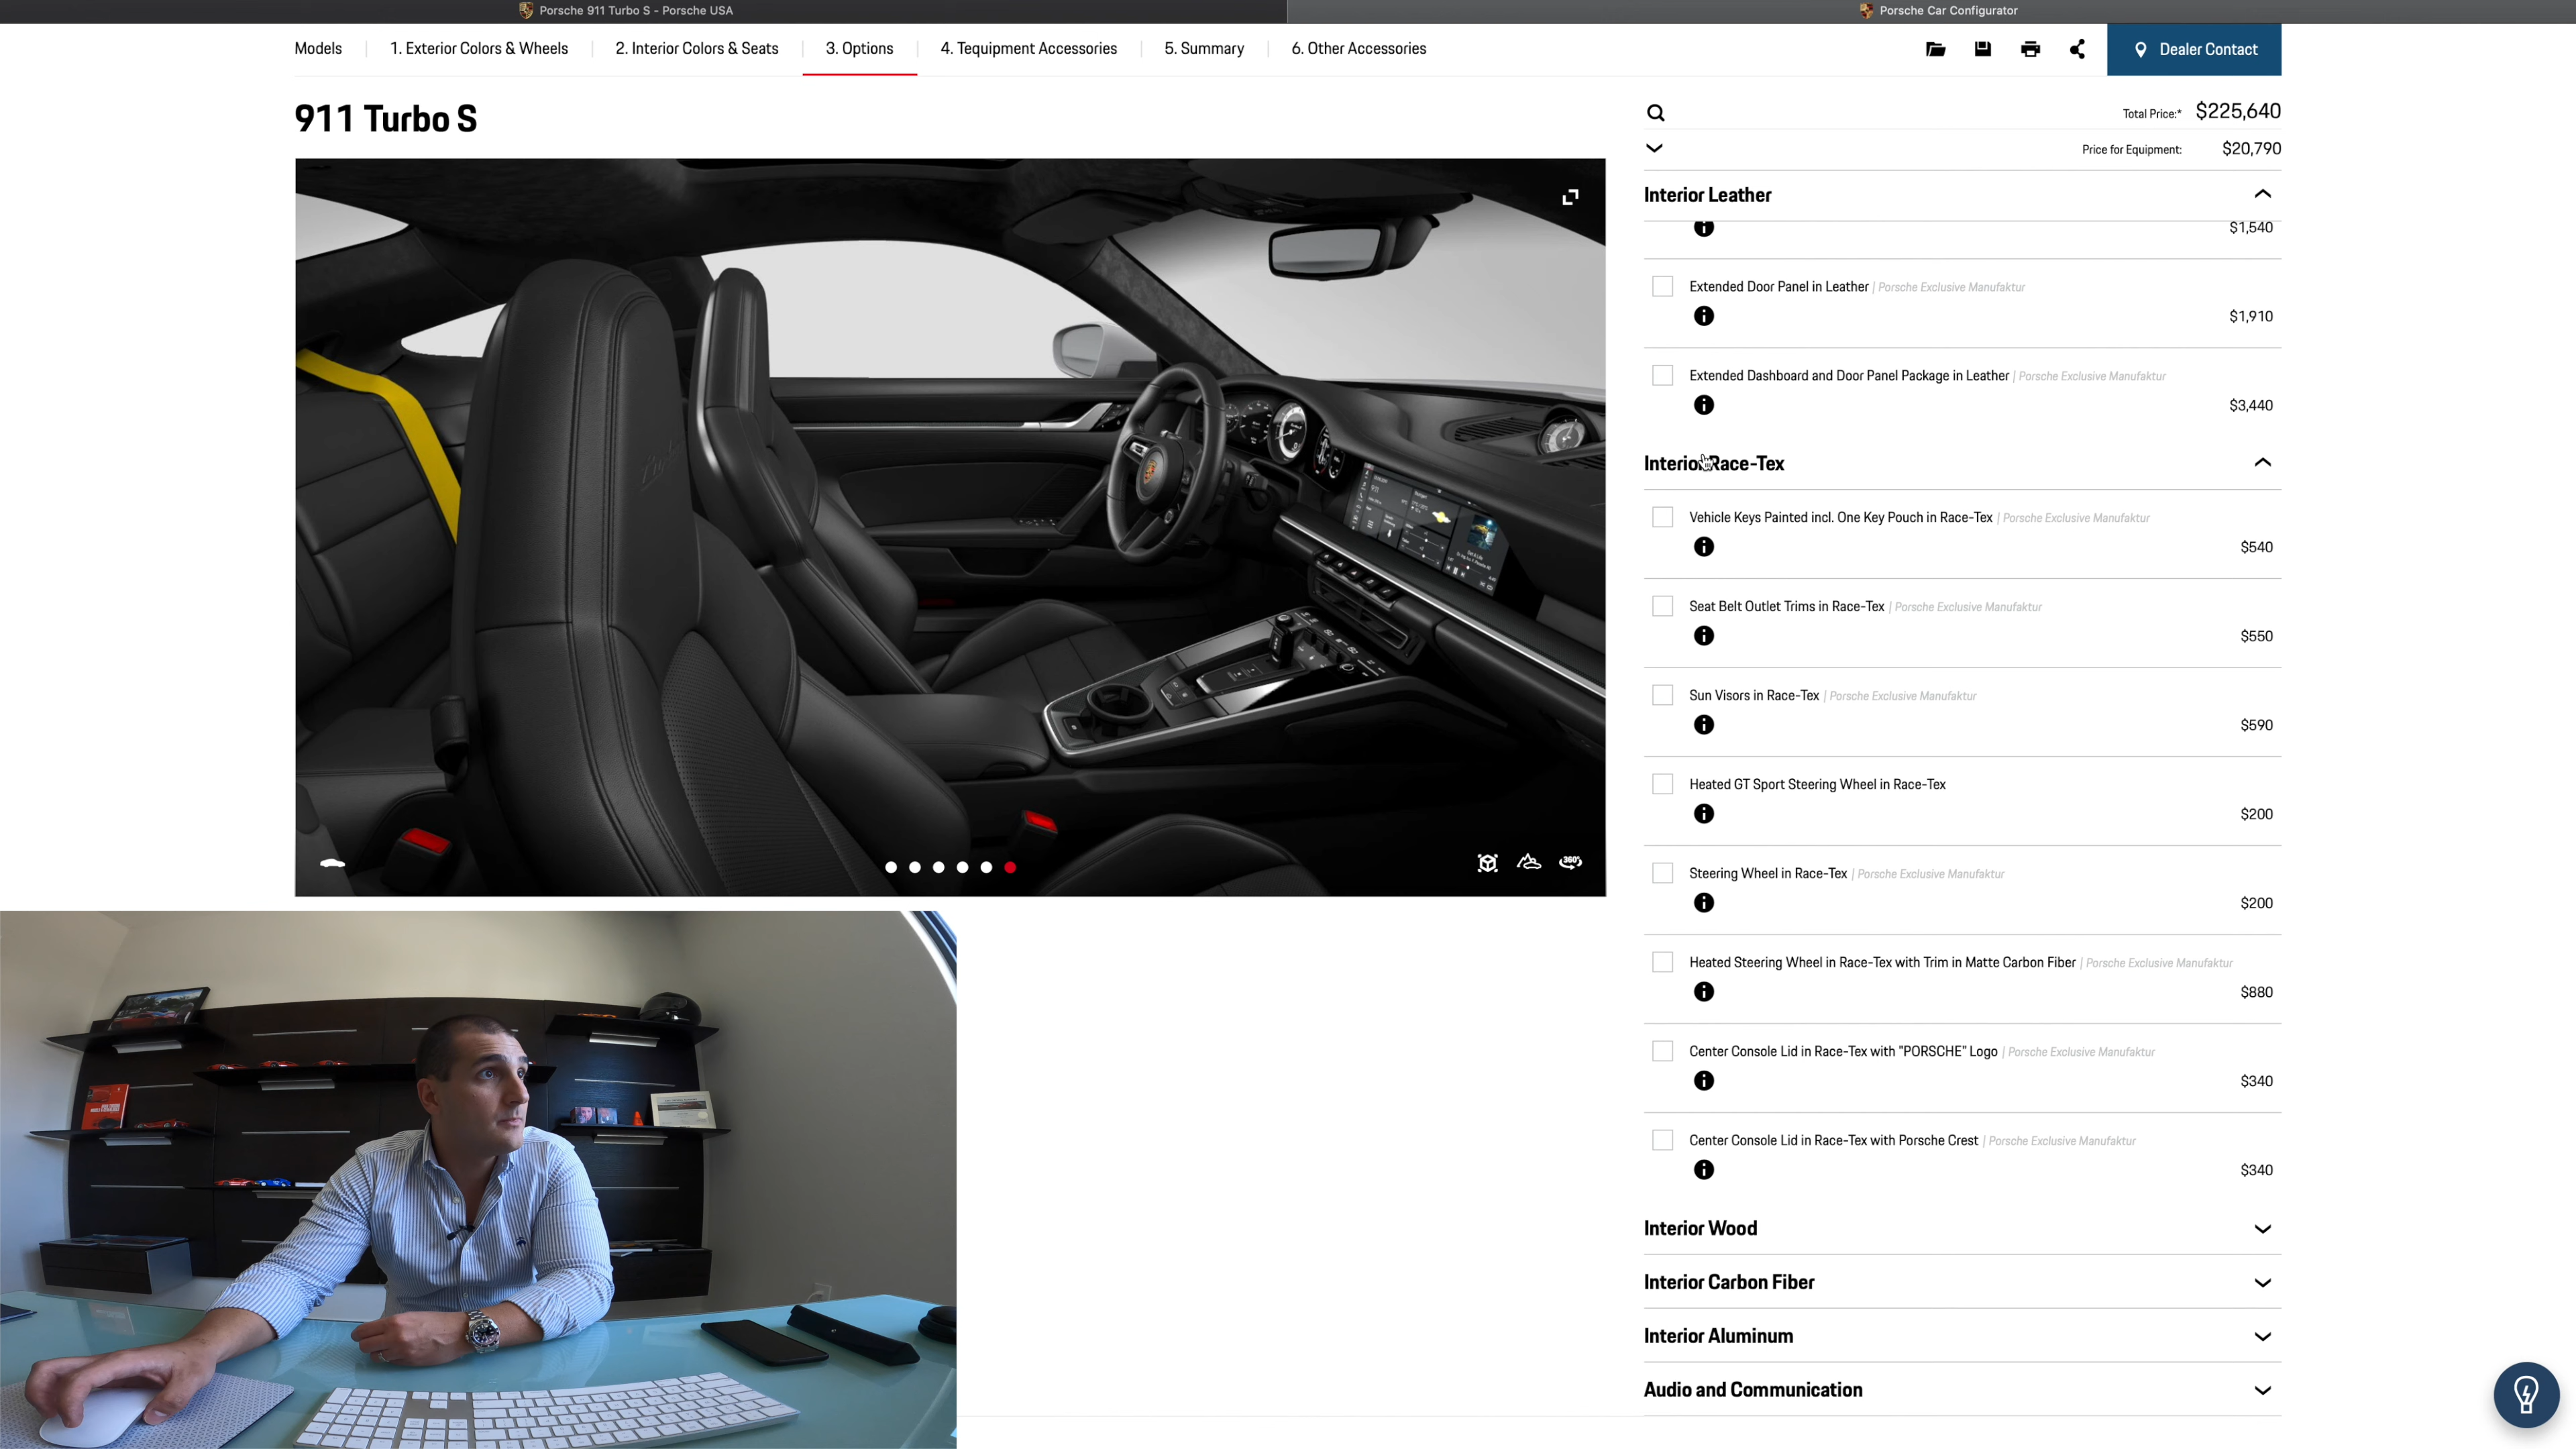 Porsche 911 Turbo S - Porsche USA
Porsche Car Configurator
Models
1. Exterior Colors & Wheels
2. Interior Colors & Seats
3. Options
4. Tequipment Accessories
5. Summary
6. Other Accessories
Dealer Contact
911 Turbo S
Total Price:* $225,640
Price for Equipment: $20,790
Interior Leather
$1,540
Extended Door Panel in Leather | Porsche Exclusive Manufaktur
$1,910
Extended Dashboard and Door Panel Package in Leather | Porsche Exclusive Manufaktur
$3,440
Interior Race-Tex
Vehicle Keys Painted incl. One Key Pouch in Race-Tex | Porsche Exclusive Manufaktur
$540
Seat Belt Outlet Trims in Race-Tex | Porsche Exclusive Manufaktur
$550
Sun Visors in Race-Tex | Porsche Exclusive Manufaktur
$590
Heated GT Sport Steering Wheel in Race-Tex
$200
Steering Wheel in Race-Tex | Porsche Exclusive Manufaktur
$200
Heated Steering Wheel in Race-Tex with Trim in Matte Carbon Fiber | Porsche Exclusive Manufaktur
$880
Center Console Lid in Race-Tex with "PORSCHE" Logo | Porsche Exclusive Manufaktur
$340
Center Console Lid in Race-Tex with Porsche Crest | Porsche Exclusive Manufaktur
$340
Interior Wood
Interior Carbon Fiber
Interior Aluminum
Audio and Communication
360°